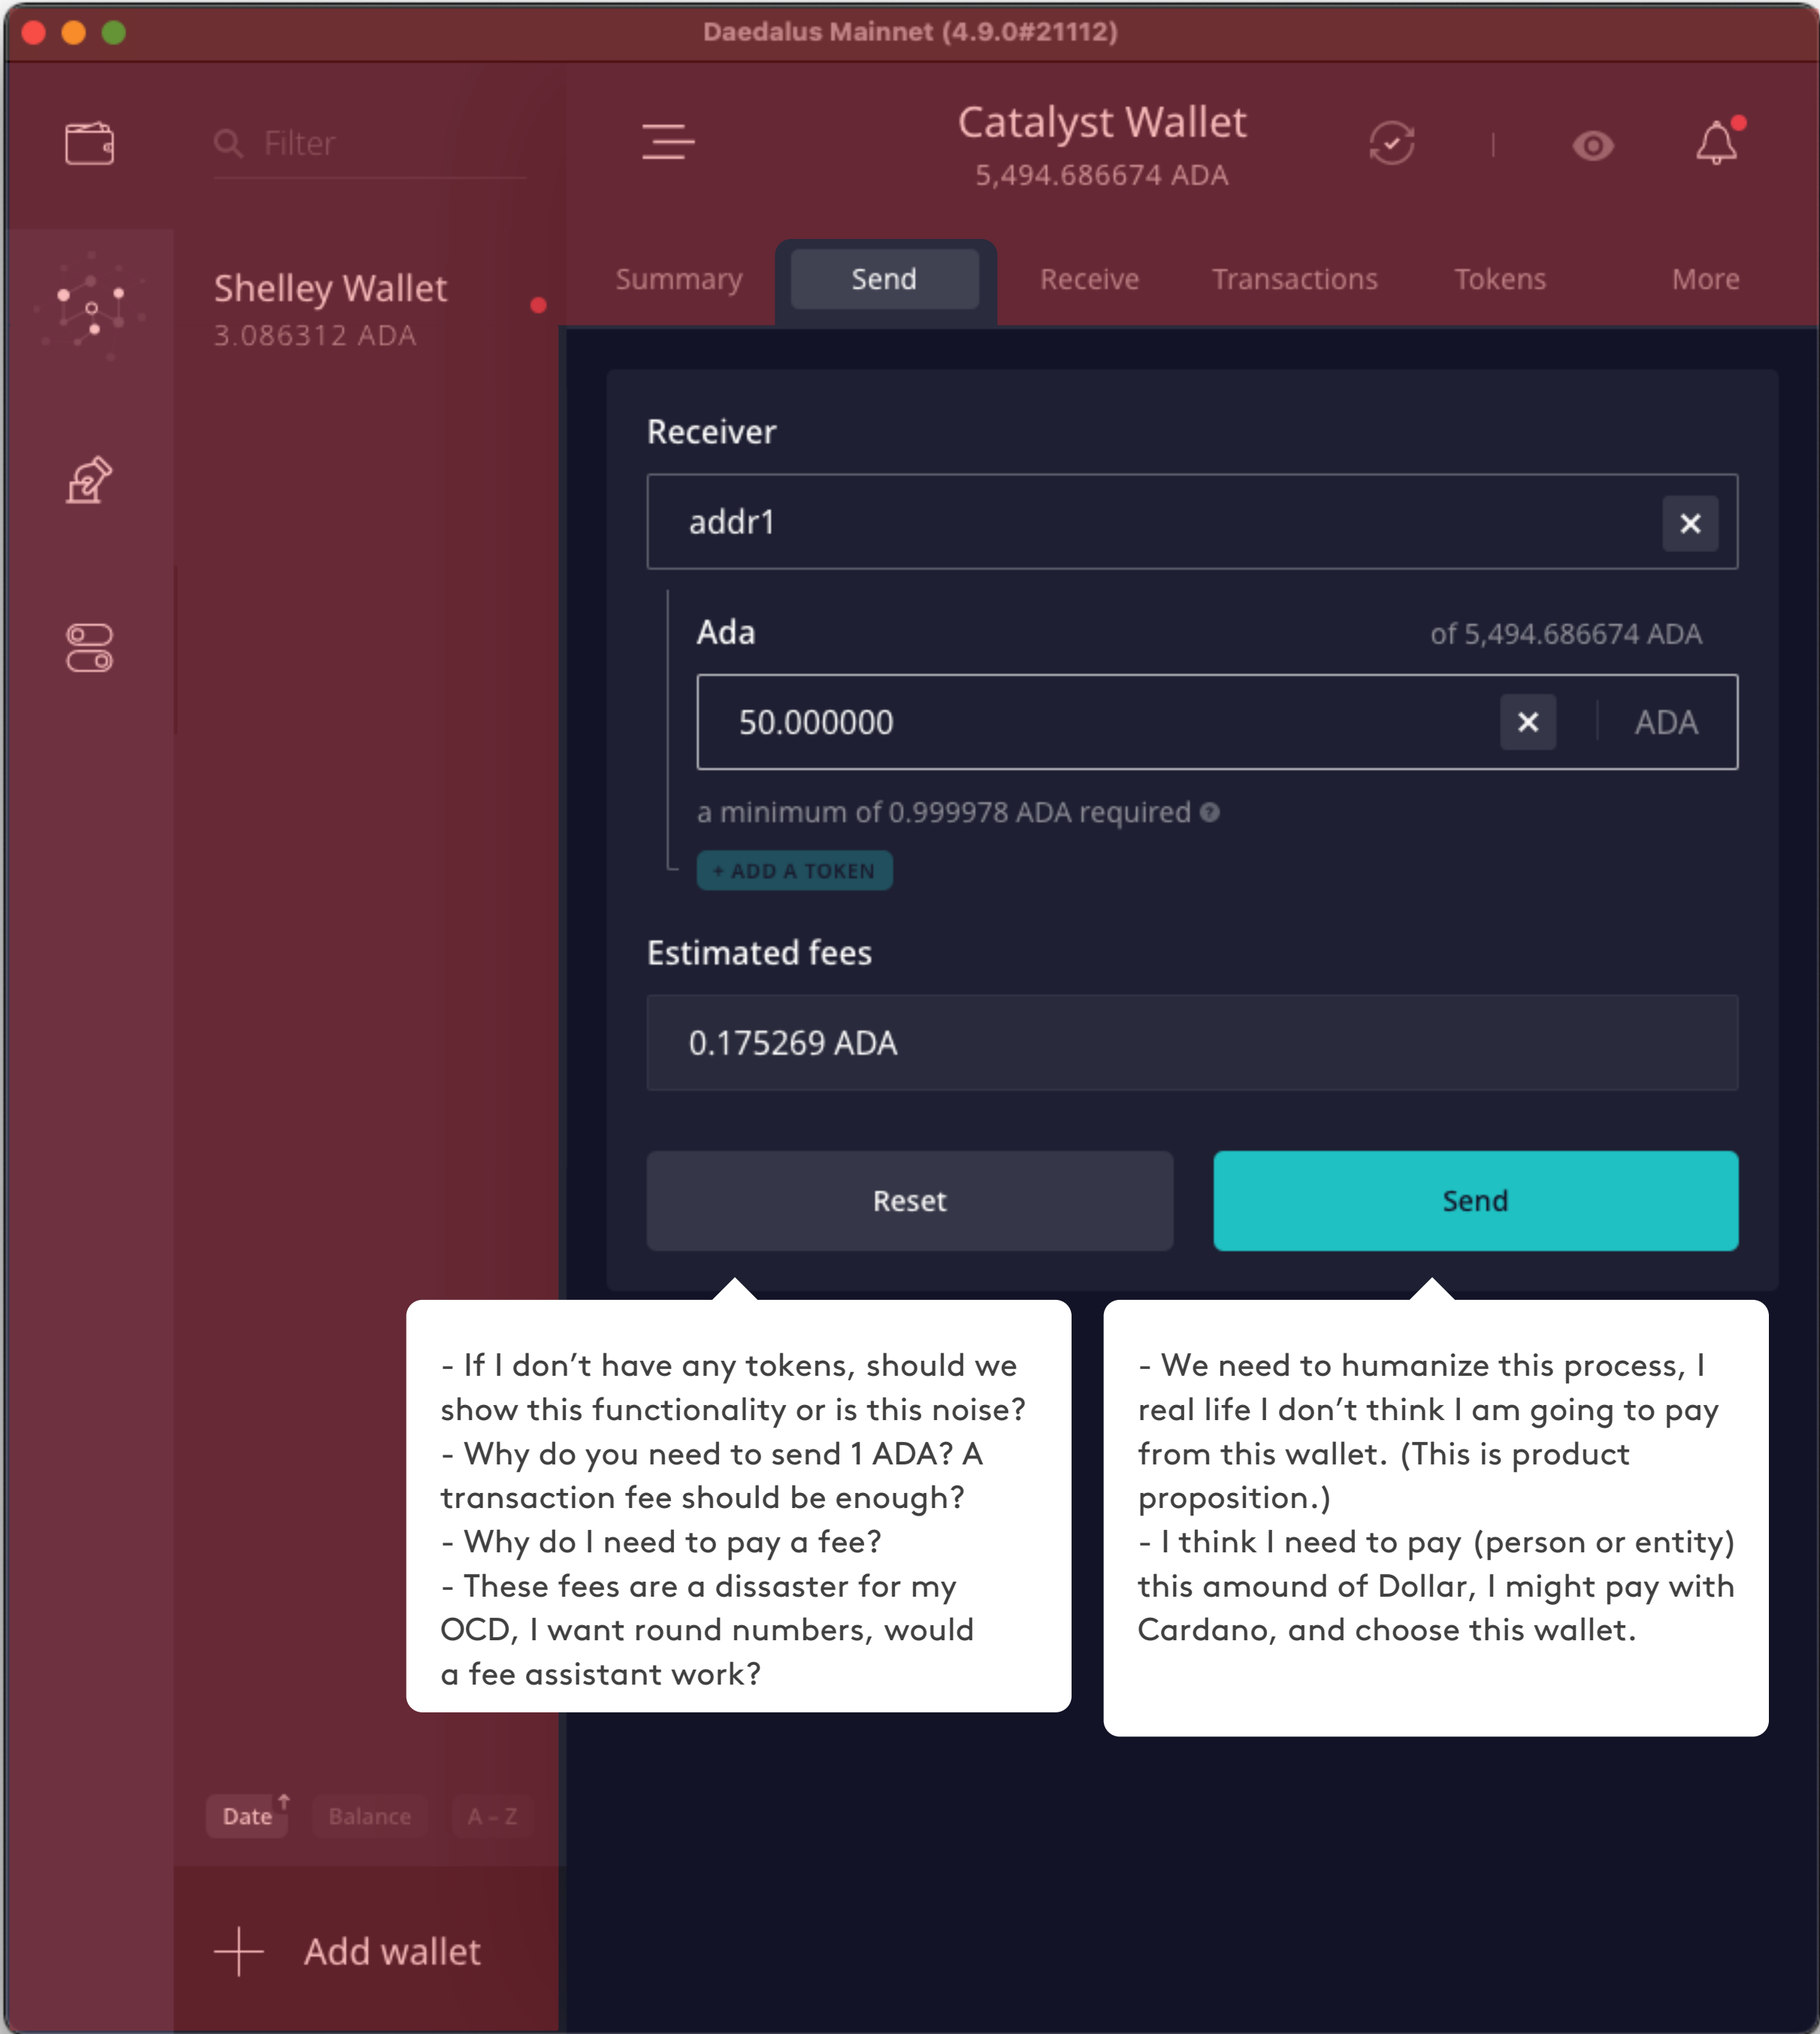 Daedalus Mainnet (4.9.0#21112)
Filter
Catalyst Wallet
5,494.686674 ADA
Shelley Wallet
3.086312 ADA
Summary
Send
Receive
Transactions
Tokens
More
Receiver
addr1
Ada
of 5,494.686674 ADA
50.000000
ADA
a minimum of 0.999978 ADA required
+ ADD A TOKEN
Estimated fees
0.175269 ADA
Reset
Send
- If I don’t have any tokens, should we
show this functionality or is this noise?
- Why do you need to send 1 ADA? A
transaction fee should be enough?
- Why do I need to pay a fee?
- These fees are a dissaster for my
OCD, I want round numbers, would
a fee assistant work?
- We need to humanize this process, I
real life I don’t think I am going to pay
from this wallet. (This is product
proposition.)
- I think I need to pay (person or entity)
this amound of Dollar, I might pay with
Cardano, and choose this wallet.
Date
Balance
A – Z
Add wallet